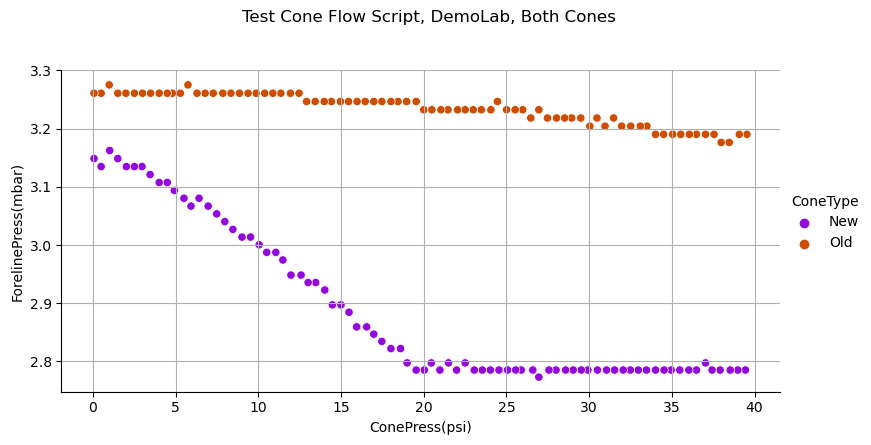 Test Cone Flow Script, DemoLab, Both Cones
ForelinePress(mbar)
3.3
3.2
3.1
3.0
2.9
2.8
0 5 10 15 20 25 30 35 40
ConePress(psi)
ConeType
New
Old